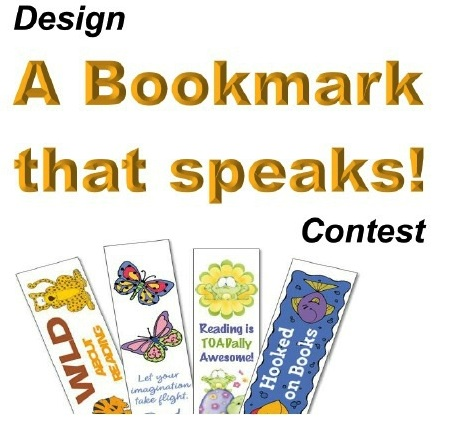 Design
A Bookmark
that speaks!
Contest
WILD
ABOUT
READING
Let your
imagination
take flight.
Reading is
TOADally
Awesome!
Hooked
on Books